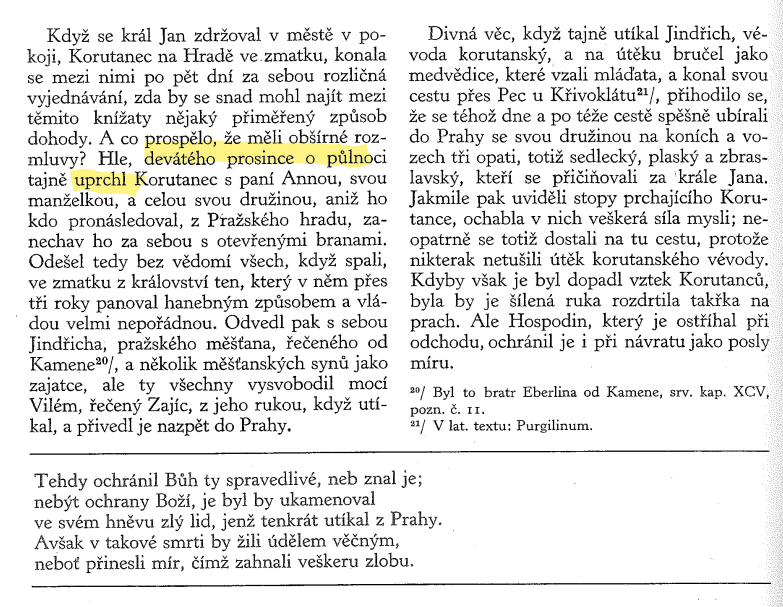 Když se král Jan zdržoval v městě v po-
koji, Korutanec na Hradě ve zmatku, konala
se mezi nimi po pět dní za sebou rozličná
vyjednávání, zda by se snad mohl najít mezi
těmito knížaty nějaký přiměřený způsob
dohody. A co prospělo, že měli obšírné roz-
mluvy? Hle, devátého prosince o půlnoci
tajně uprchl Korutanec s paní Annou, svou
manželkou, a celou svou družinou, aniž ho
kdo pronásledoval, z Pražského hradu, za-
nechav ho za sebou s otevřenými branami.
Odešel tedy bez vědomí všech, když spali,
ve zmatku z království ten, který v něm přes
tři roky panoval hanebným způsobem a vlá-
dou velmi nepořádnou. Odvedl pak s sebou
Jindřicha, pražského měšťana, řečeného od
Kamene²⁰/, a několik měšťanských synů jako
zajatce, ale ty všechny vysvobodil mocí
Vilém, řečený Zajíc, z jeho rukou, když utí-
kal, a přivedl je nazpět do Prahy.
Divná věc, když tajně utíkal Jindřich, vé-
voda korutanský, a na útěku bručel jako
medvědice, které vzali mláďata, a konal svou
cestu přes Pec u Křivoklátu²¹/, přihodilo se,
že se téhož dne a po téže cestě spěšně ubírali
do Prahy se svou družinou na koních a vo-
zech tři opati, totiž sedlecký, plaský a zbras-
lavský, kteří se přičiňovali za krále Jana.
Jakmile pak uviděli stopy prchajícího Koru-
tance, ochabla v nich veškerá síla mysli; ne-
opatrně se totiž dostali na tu cestu, protože
nikterak netušili útěk korutanského vévody.
Kdyby však je byl dopadl vztek Korutanců,
byla by je šílená ruka rozdrtila takřka na
prach. Ale Hospodin, který je ostříhal při
odchodu, ochránil je i při návratu jako posly
míru.
²⁰/ Byl to bratr Eberlina od Kamene, srv. kap. XCV,
pozn. č. 11.
²¹/ V lat. textu: Purgilinum.
Tehdy ochránil Bůh ty spravedlivé, neb znal je;
nebýt ochrany Boží, je byl by ukamenoval
ve svém hněvu zlý lid, jenž tenkrát utíkal z Prahy.
Avšak v takové smrti by žili údělem věčným,
neboť přinesli mír, čímž zahnali veškeru zlobu.